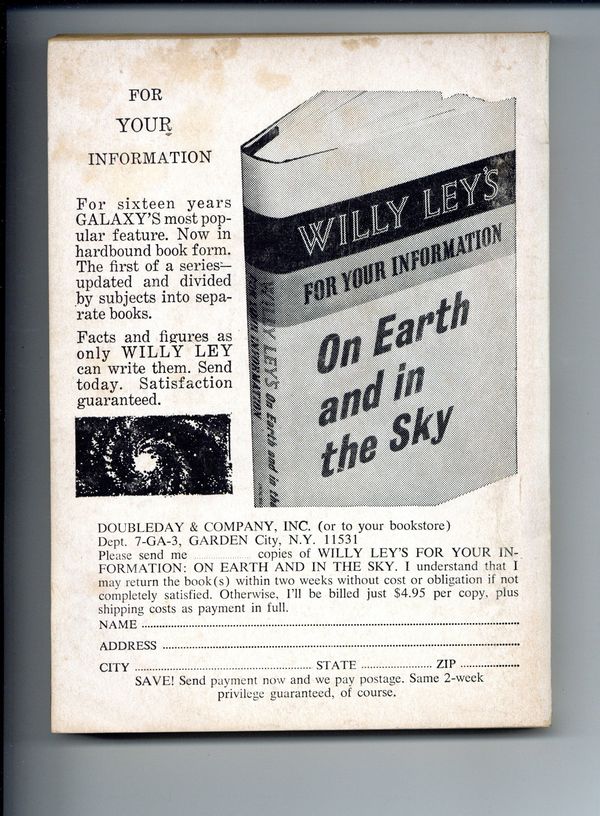 FOR
YOUR
INFORMATION
For sixteen years
GALAXY'S most pop-
ular feature. Now in
hardbound book form.
The first of a series—
updated and divided
by subjects into sepa-
rate books.
Facts and figures as
only WILLY LEY
can write them. Send
today. Satisfaction
guaranteed.
WILLY LEY'S
FOR YOUR INFORMATION
On Earth
and in
the Sky
WILLY LEY'S On Earth and in the
FOR YOUR INFORMATION
DOUBLEDAY & COMPANY, INC. (or to your bookstore)
Dept. 7-GA-3, GARDEN City, N.Y. 11531
Please send me .................. copies of WILLY LEY'S FOR YOUR IN-
FORMATION: ON EARTH AND IN THE SKY. I understand that I
may return the book(s) within two weeks without cost or obligation if not
completely satisfied. Otherwise, I'll be billed just $4.95 per copy, plus
shipping costs as payment in full.
NAME
ADDRESS
CITY .................. STATE .................. ZIP ..................
SAVE! Send payment now and we pay postage. Same 2-week
privilege guaranteed, of course.